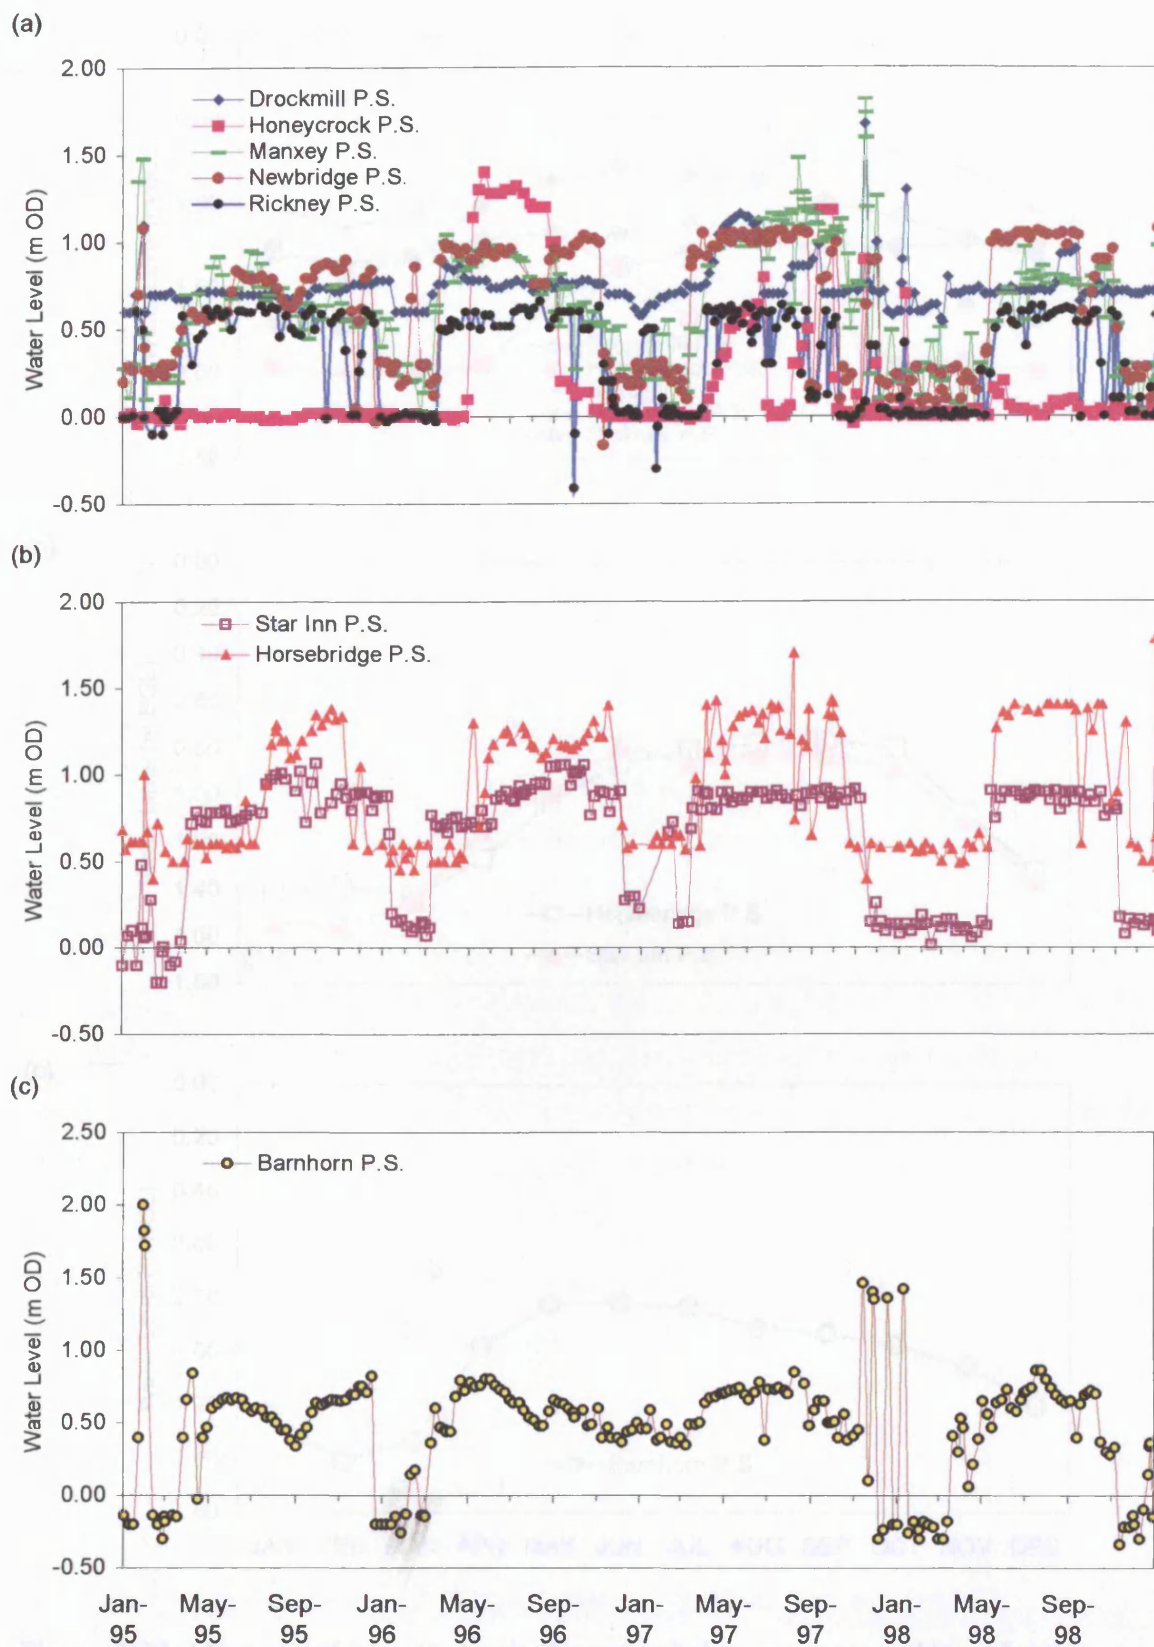 (a)
2.00
1.50
1.00
0.50
0.00
-0.50
Water Level (m OD)
Drockmill P.S.
Honeycrock P.S.
Manxey P.S.
Newbridge P.S.
Rickney P.S.
(b)
2.00
1.50
1.00
0.50
0.00
-0.50
Water Level (m OD)
Star Inn P.S.
Horsebridge P.S.
(c)
2.50
2.00
1.50
1.00
0.50
0.00
-0.50
Water Level (m OD)
Barnhorn P.S.
Jan- May- Sep- Jan- May- Sep- Jan- May- Sep- Jan- May- Sep-
95 95 95 96 96 96 97 97 97 98 98 98